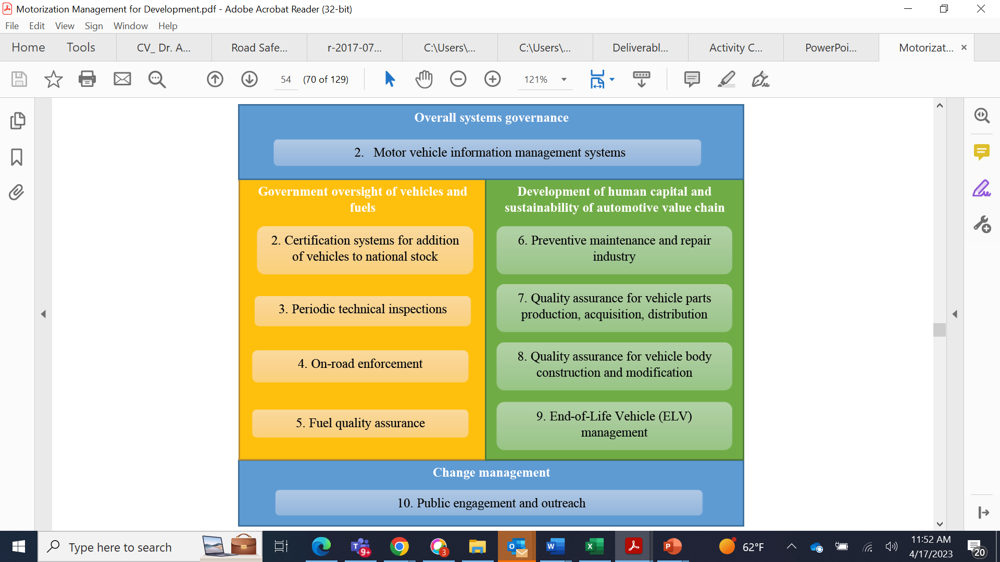 Motorization Management for Development.pdf - Adobe Acrobat Reader (32-bit)
File Edit View Sign Window Help
Home Tools CV_ Dr. A... Road Safe... r-2017-07... C:\Users\... C:\Users\... Deliverabl... Activity C... PowerPoi... Motorizat...
54 (70 of 129) 121%
Overall systems governance
2. Motor vehicle information management systems
Government oversight of vehicles and
fuels
2. Certification systems for addition
of vehicles to national stock
3. Periodic technical inspections
4. On-road enforcement
5. Fuel quality assurance
Development of human capital and
sustainability of automotive value chain
6. Preventive maintenance and repair
industry
7. Quality assurance for vehicle parts
production, acquisition, distribution
8. Quality assurance for vehicle body
construction and modification
9. End-of-Life Vehicle (ELV)
management
Change management
10. Public engagement and outreach
Type here to search
9+
3
62°F
11:52 AM
4/17/2023
20